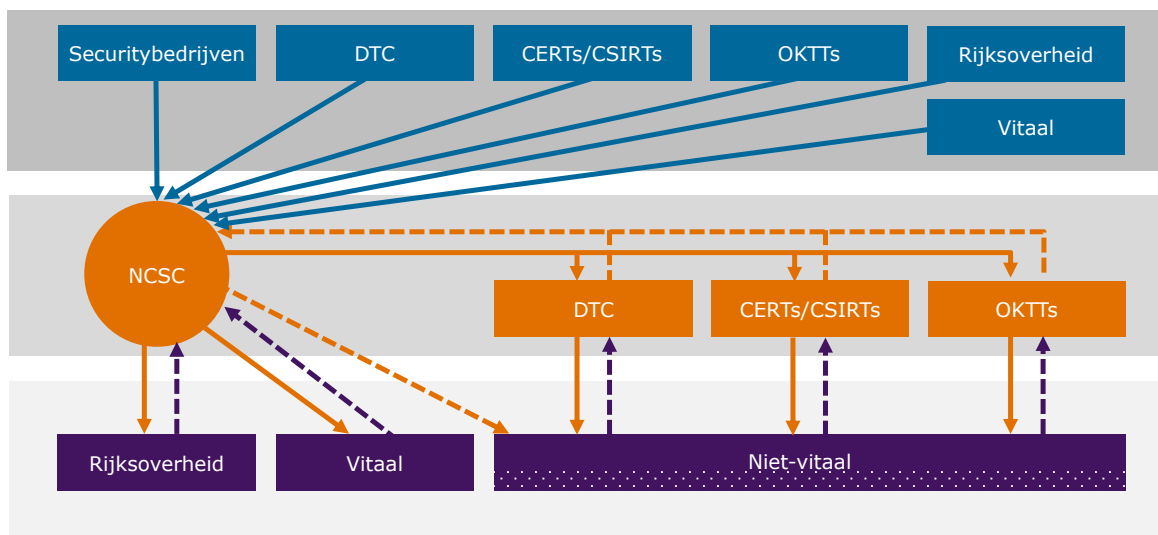 Securitybedrijven
DTC
CERTs/CSIRTs
OKTTs
Rijksoverheid
Vitaal
NCSC
DTC
CERTs/CSIRTs
OKTTs
Rijksoverheid
Vitaal
Niet-vitaal